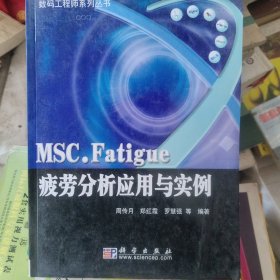 数码工程师系列丛书
MSC.Fatigue
疲劳分析应用与实例
周传月 郑红霞 罗慧强 等 编著
科学出版社
www.sciencep.com